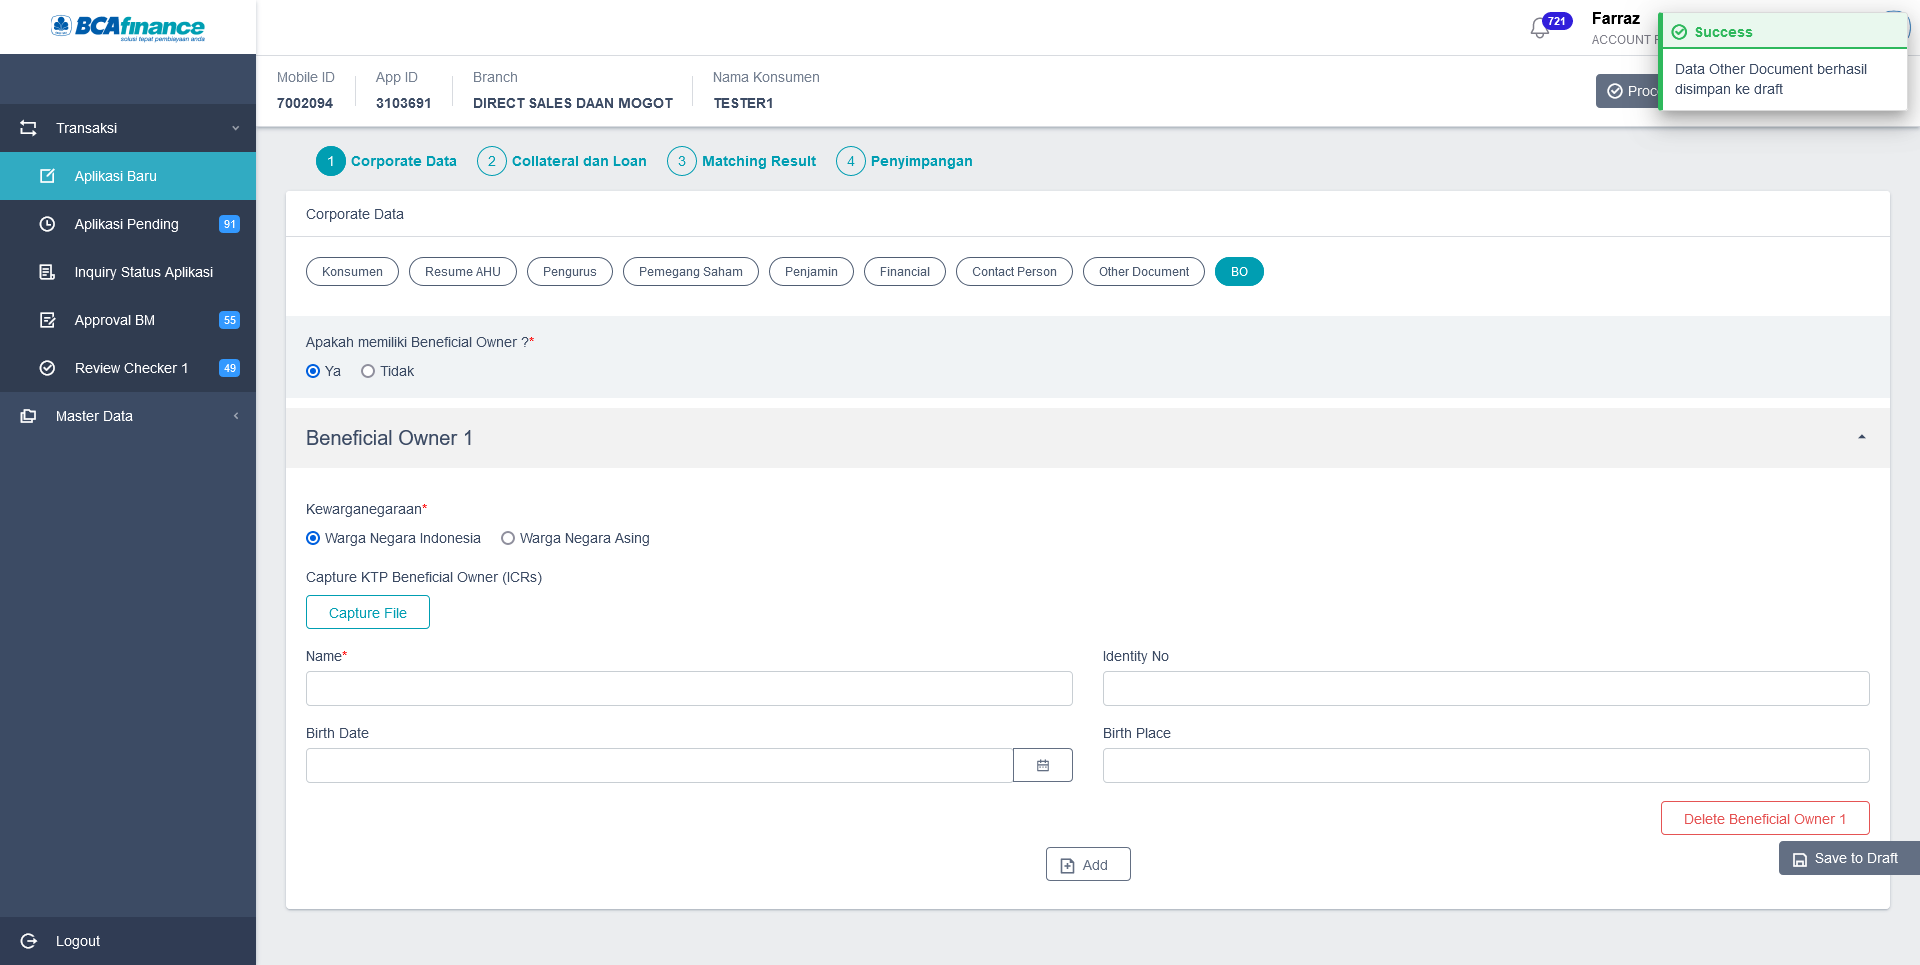 BCAfinance
solusi tepat pembiayaan anda
721
Farraz
ACCOUNT
Success
Data Other Document berhasil
disimpan ke draft
Mobile ID
7002094
App ID
3103691
Branch
DIRECT SALES DAAN MOGOT
Nama Konsumen
TESTER1
Proc
Transaksi
Aplikasi Baru
Aplikasi Pending 91
Inquiry Status Aplikasi
Approval BM 55
Review Checker 1 49
Master Data
Logout
1 Corporate Data 2 Collateral dan Loan 3 Matching Result 4 Penyimpangan
Corporate Data
Konsumen Resume AHU Pengurus Pemegang Saham Penjamin Financial Contact Person Other Document BO
Apakah memiliki Beneficial Owner ?*
Ya Tidak
Beneficial Owner 1
Kewarganegaraan*
Warga Negara Indonesia Warga Negara Asing
Capture KTP Beneficial Owner (ICRs)
Capture File
Name* Identity No
Birth Date Birth Place
Delete Beneficial Owner 1
Save to Draft
Add